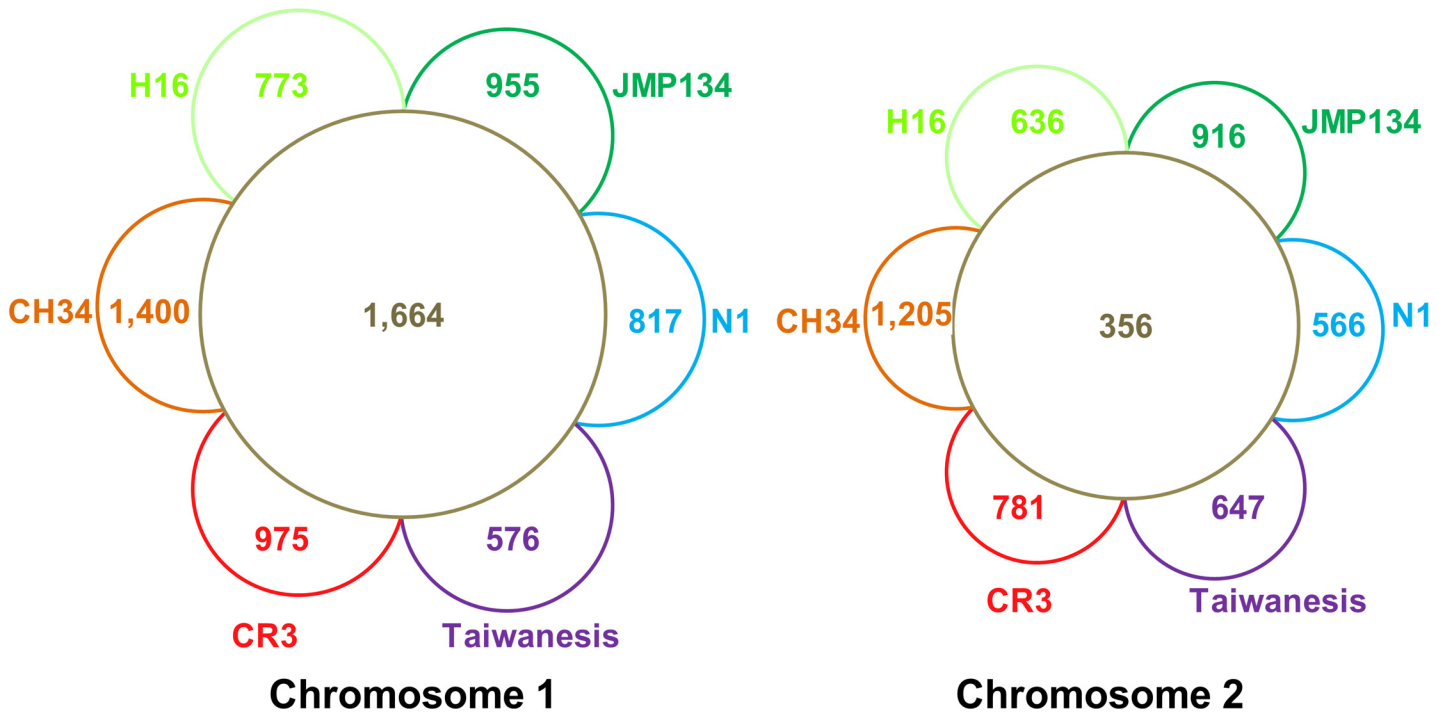 H16
773
955
JMP134
CH34
1,400
1,664
817
N1
975
576
CR3
Taiwanesis
Chromosome 1
H16
636
916
JMP134
CH34
1,205
356
566
N1
781
647
CR3
Taiwanesis
Chromosome 2